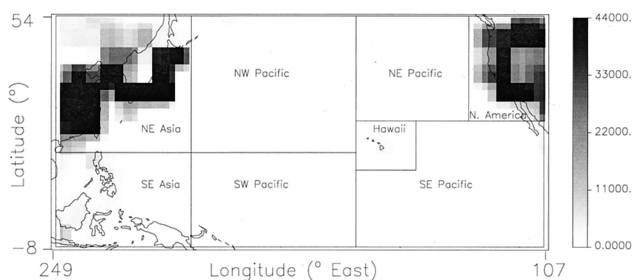 54
44000.
NW Pacific
NE Pacific
33000.
N. America
NE Asia
Hawaii
22000.
Latitude (°)
SE Asia
SW Pacific
SE Pacific
11000.
−8
0.0000
249
Longitude (° East)
107